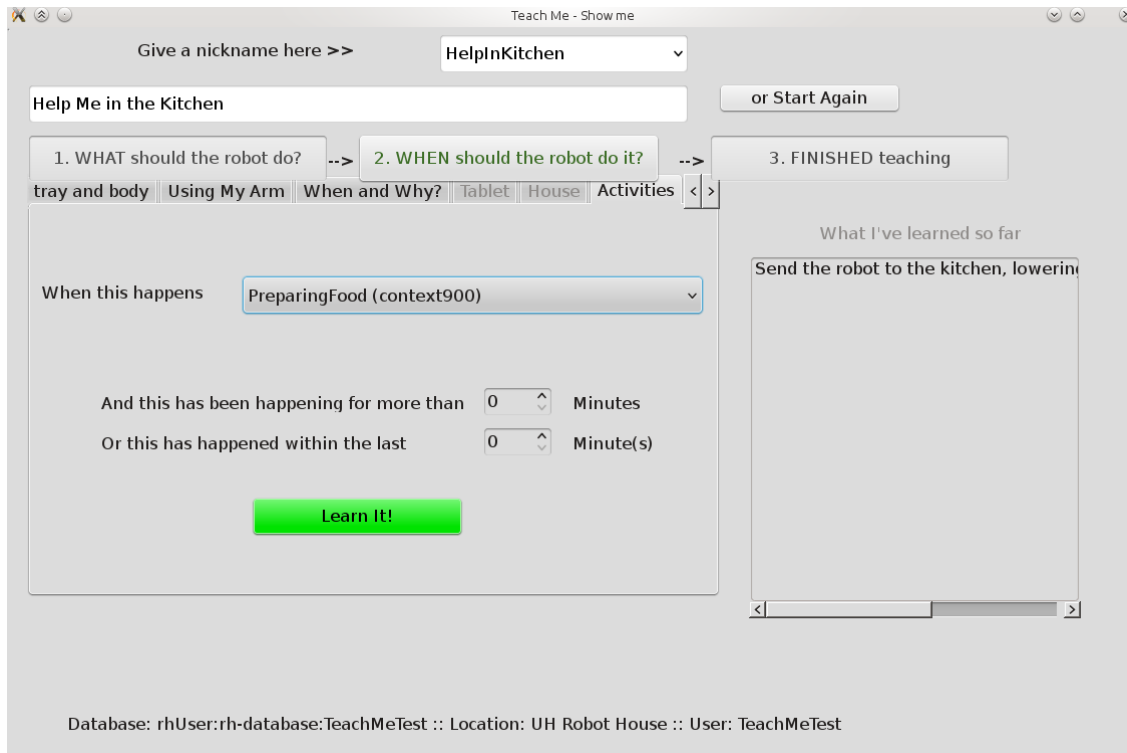 Teach Me - Show me
Give a nickname here >>
HelpInKitchen
Help Me in the Kitchen
or Start Again
1. WHAT should the robot do?
-->
2. WHEN should the robot do it?
-->
3. FINISHED teaching
tray and body
Using My Arm
When and Why?
Tablet
House
Activities
What I've learned so far
Send the robot to the kitchen, lowering
When this happens
PreparingFood (context900)
And this has been happening for more than
0
Minutes
Or this has happened within the last
0
Minute(s)
Learn It!
Database: rhUser:rh-database:TeachMeTest :: Location: UH Robot House :: User: TeachMeTest